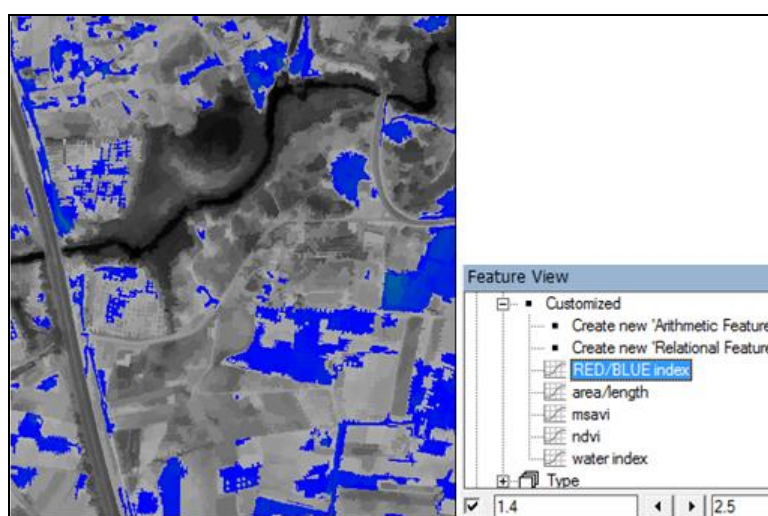 Feature View
Customized
Create new 'Arithmetic Feature
Create new 'Relational Feature
RED/BLUE index
area/length
msavi
ndvi
water index
Type
1.4 2.5